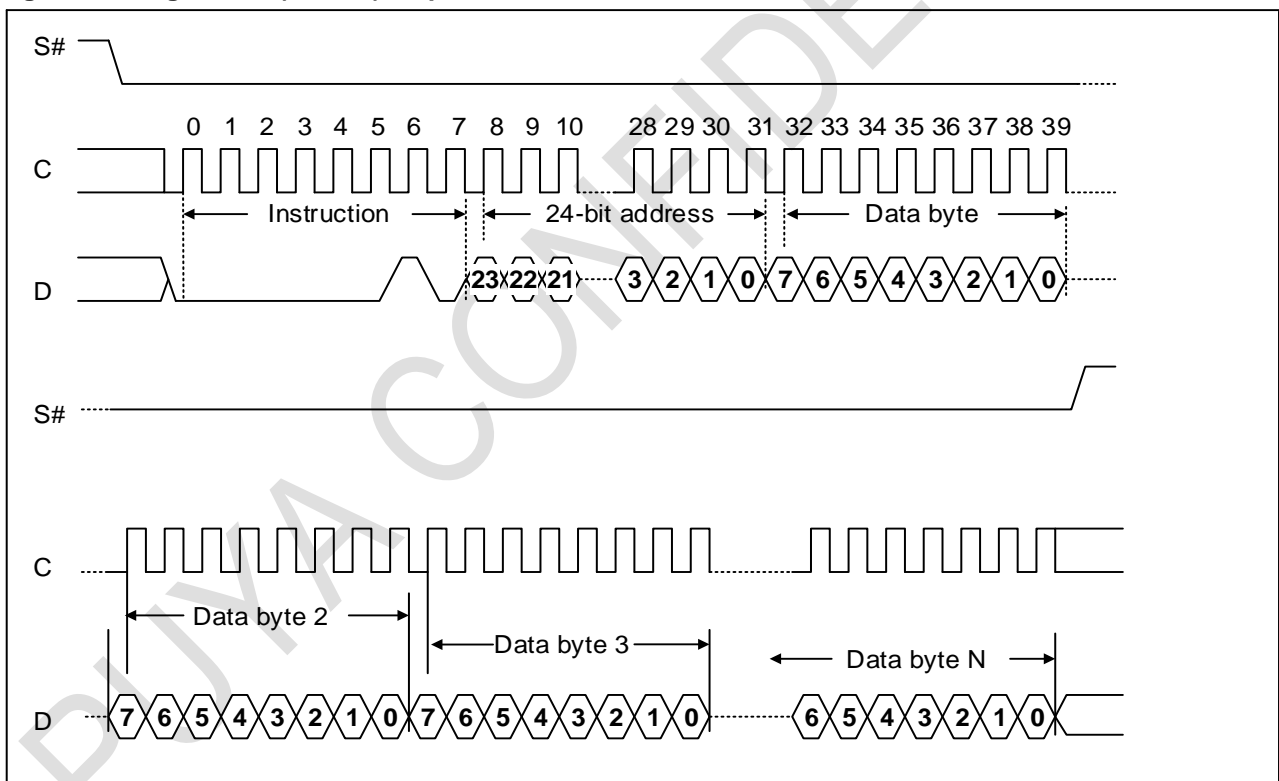 S#
0 1 2 3 4 5 6 7 8 9 10 28 29 30 31 32 33 34 35 36 37 38 39
C
Instruction 24-bit address Data byte
D 23 22 21 3 2 1 0 7 6 5 4 3 2 1 0
S#
C
Data byte 2 Data byte 3 Data byte N
D 7 6 5 4 3 2 1 0 7 6 5 4 3 2 1 0 6 5 4 3 2 1 0
PUYA CONFIDE